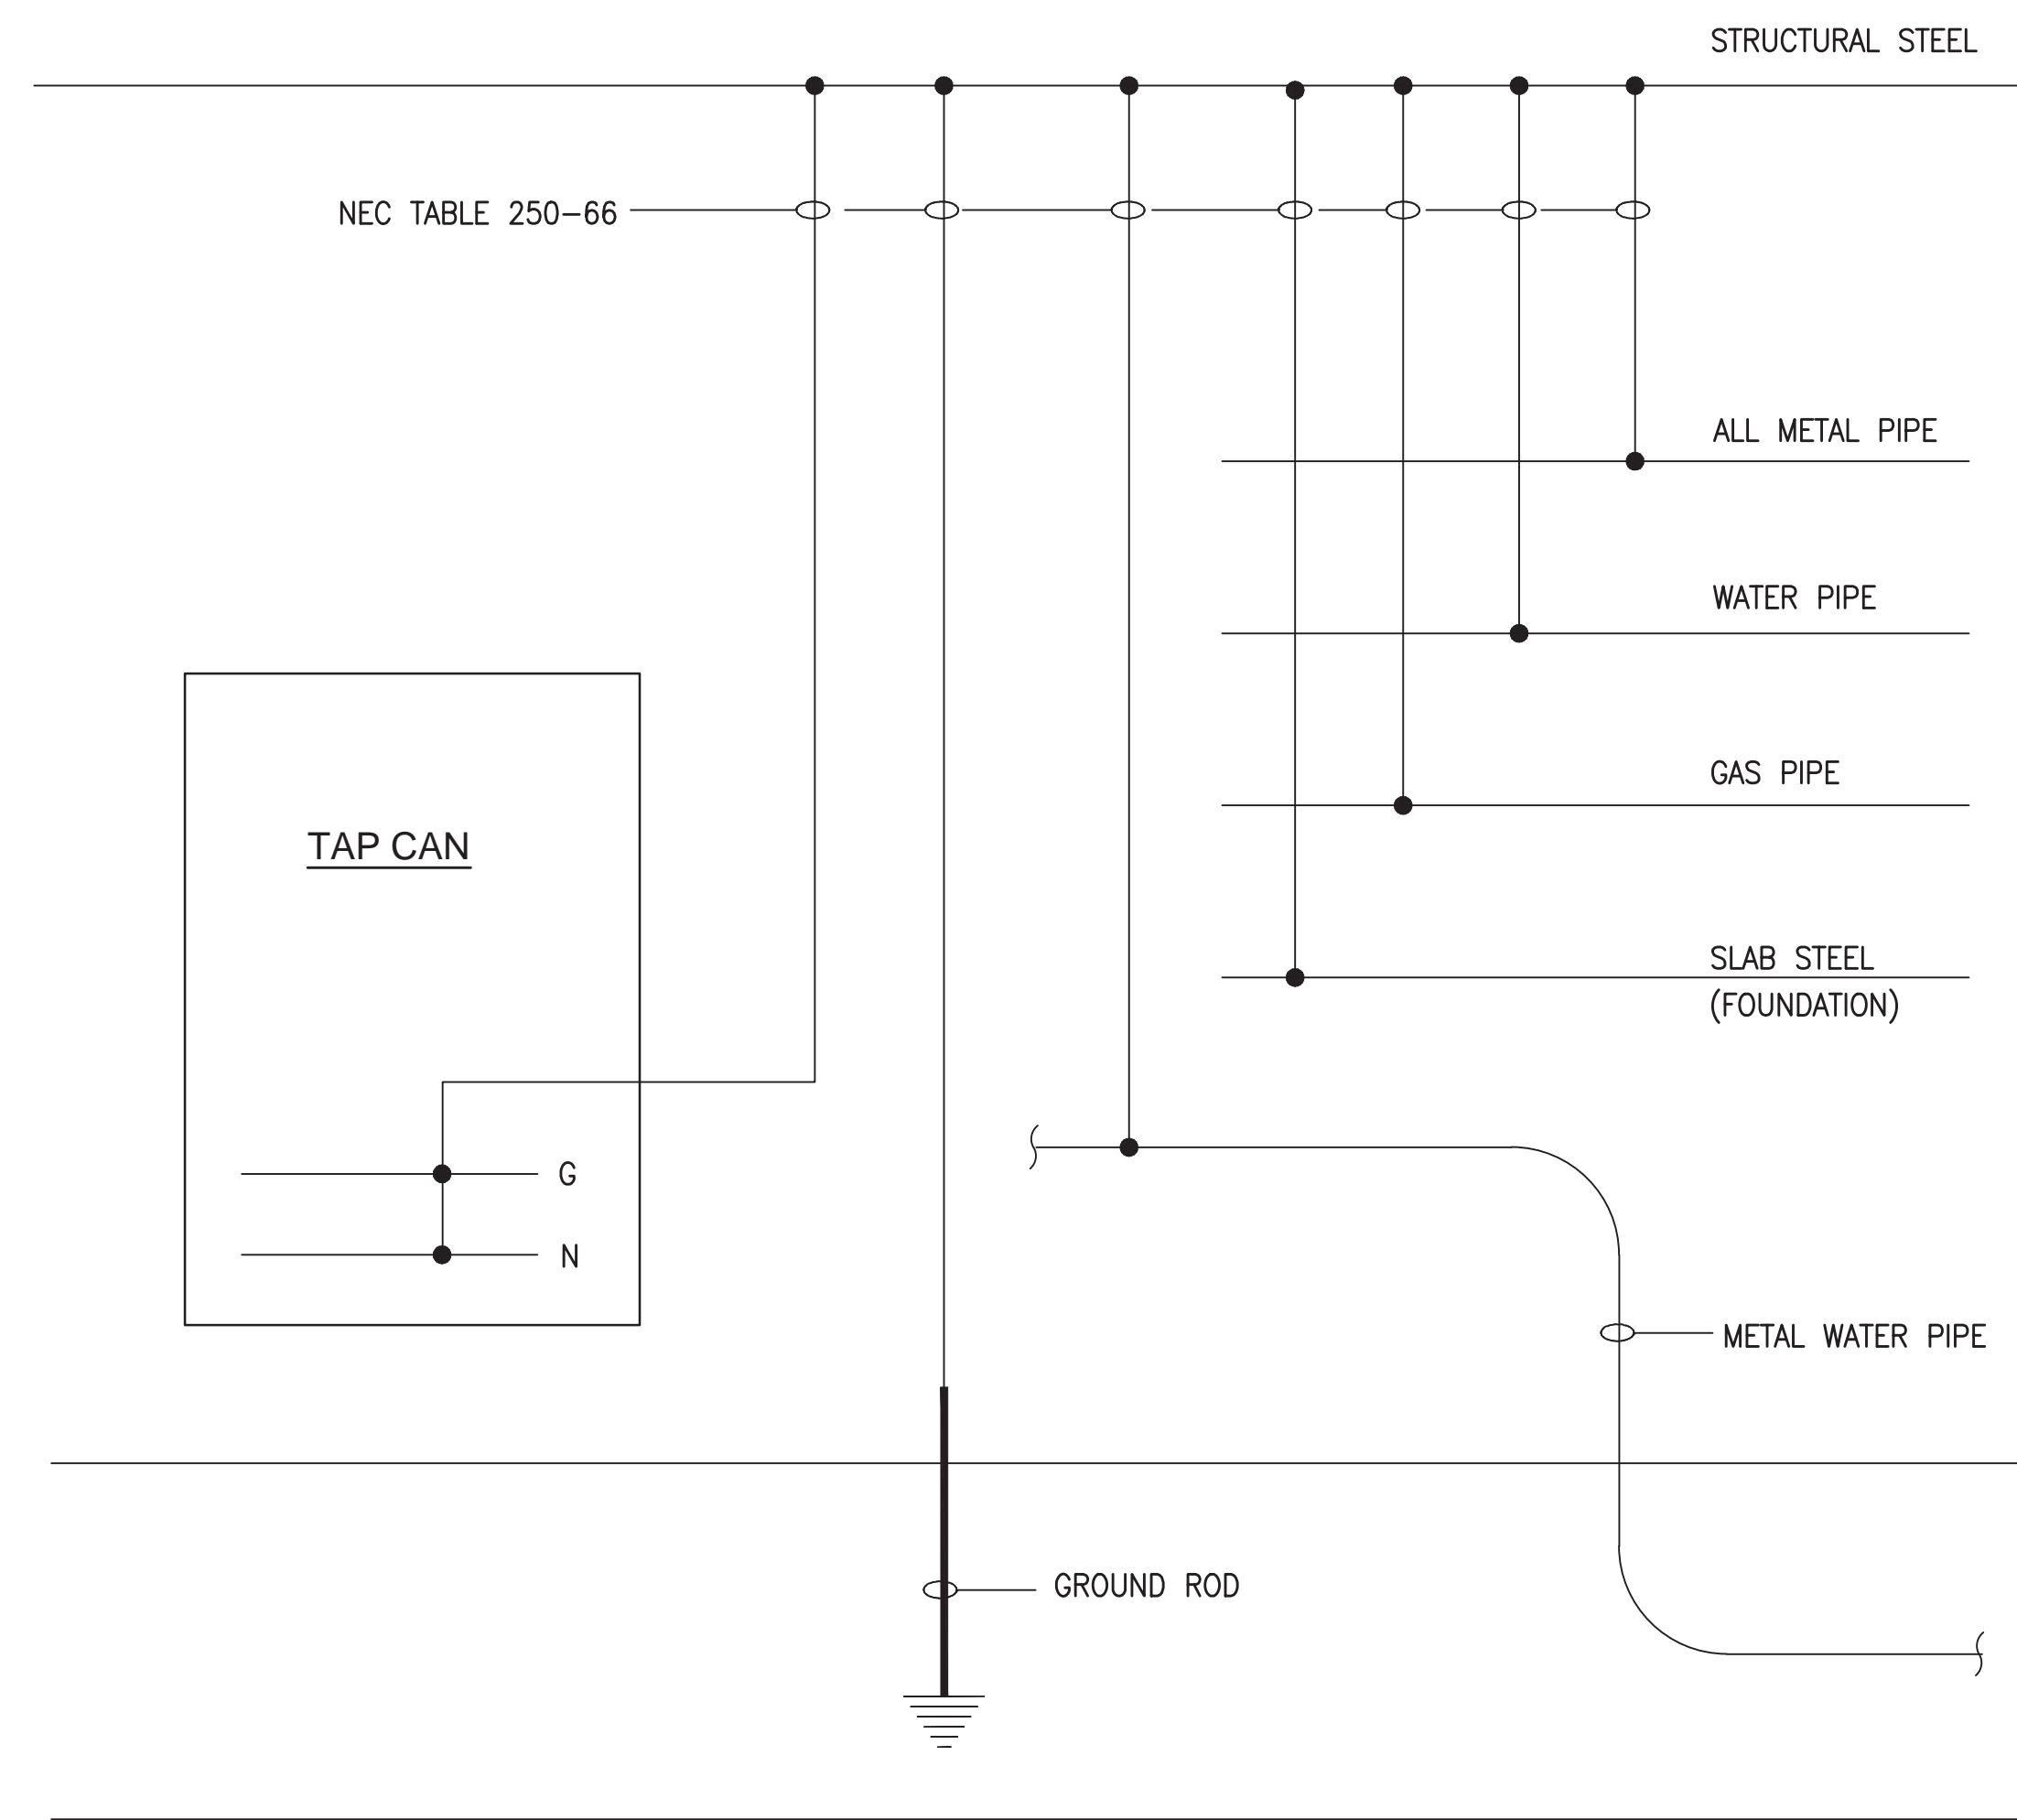 STRUCTURAL STEEL
NEC TABLE 250-66
ALL METAL PIPE
WATER PIPE
GAS PIPE
TAP CAN
SLAB STEEL
(FOUNDATION)
G
N
METAL WATER PIPE
GROUND ROD